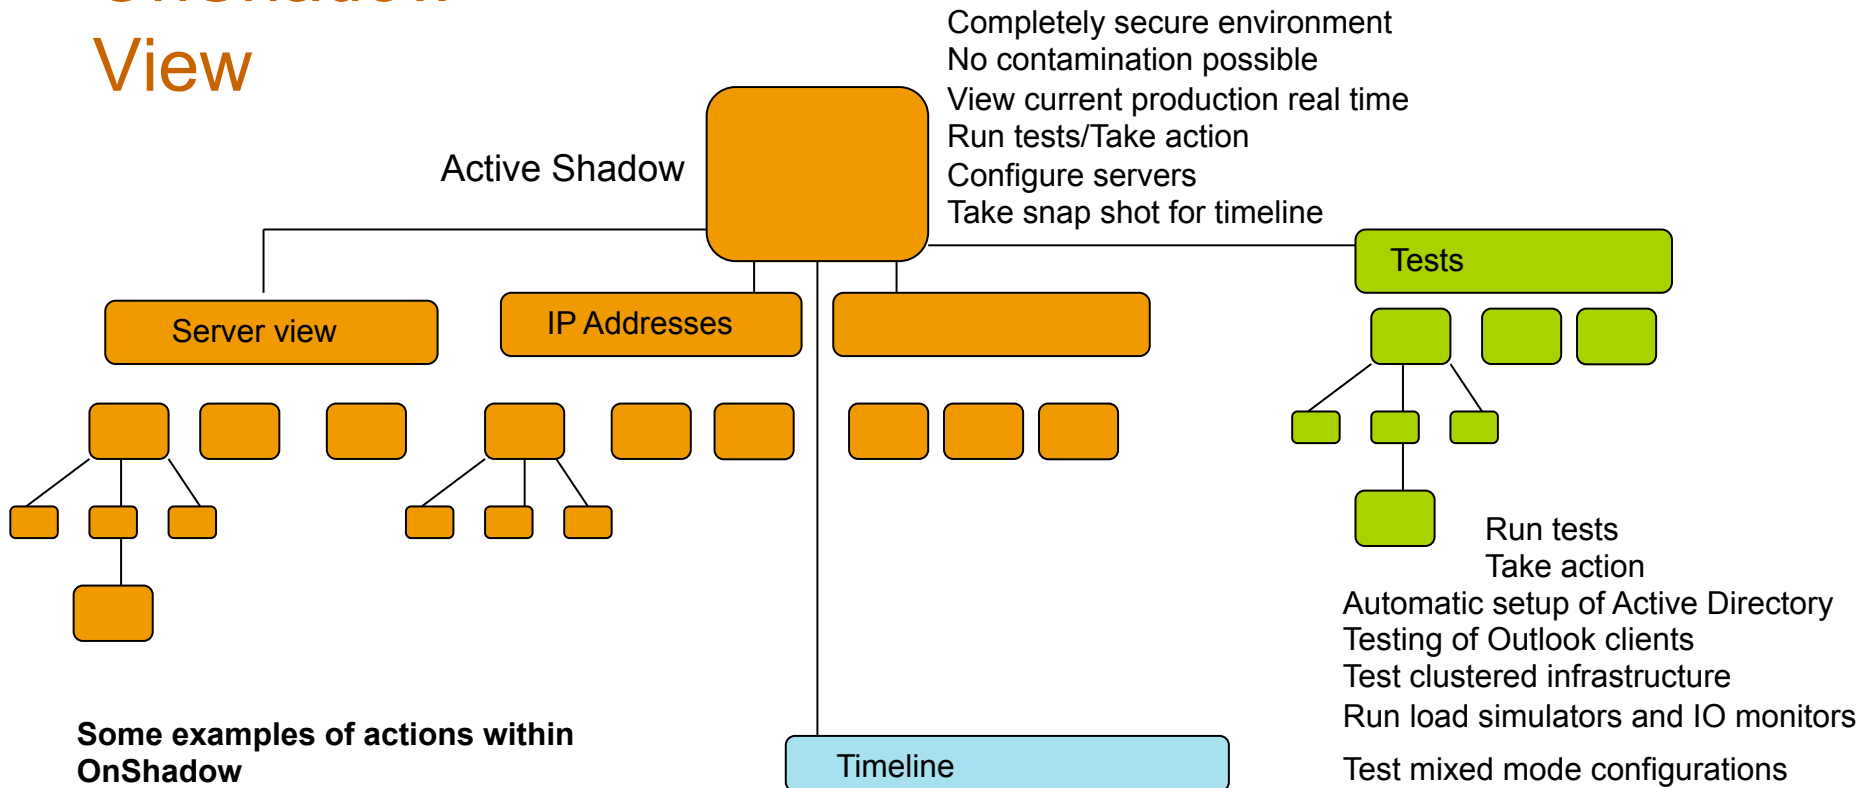 OnShadow
View
Completely secure environment
No contamination possible
View current production real time
Run tests/Take action
Configure servers
Take snap shot for timeline
Active Shadow
Tests
Server view
IP Addresses
Run tests
Take action
Automatic setup of Active Directory
Testing of Outlook clients
Test clustered infrastructure
Run load simulators and IO monitors
Test mixed mode configurations
Some examples of actions within
OnShadow
Timeline